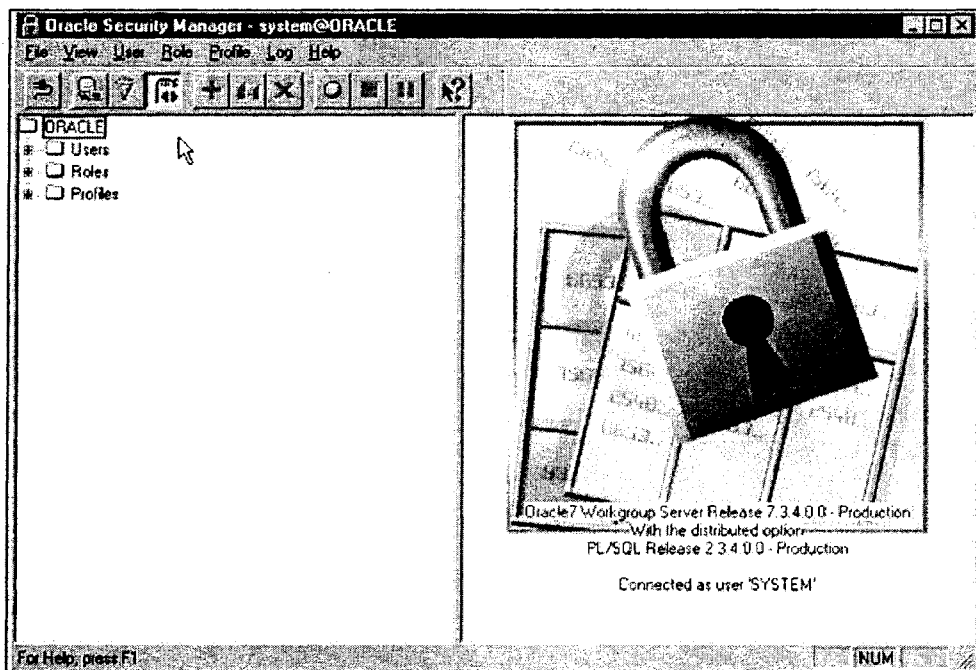 Oracle Security Manager - system@ORACLE
File View User Role Profile Log Help
ORACLE
Users
Roles
Profiles
Oracle7 Workgroup Server Release 7.3.4.0.0 - Production
With the distributed option
PL/SQL Release 2.3.4.0.0 - Production
Connected as user 'SYSTEM'
For Help, press F1
NUM